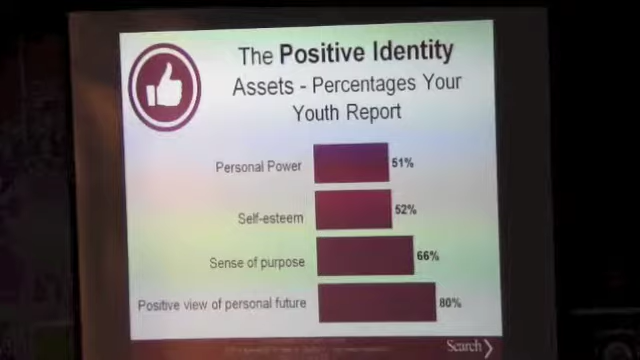 The Positive Identity
Assets - Percentages Your
Youth Report
Personal Power 51%
Self-esteem 52%
Sense of purpose 66%
Positive view of personal future 80%
Search